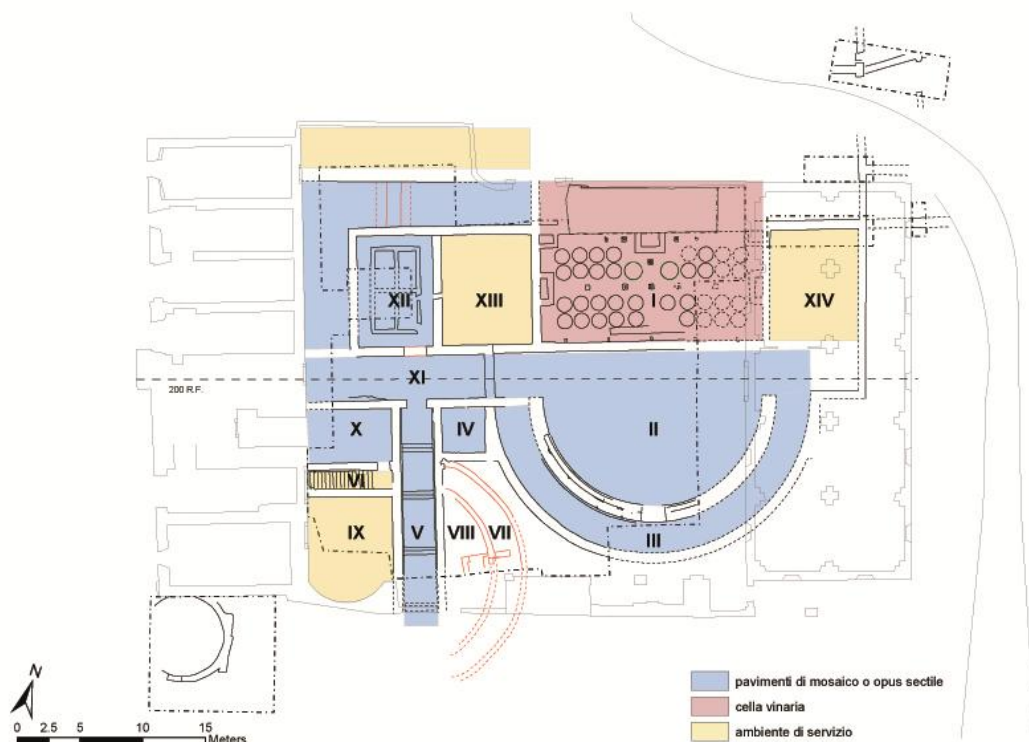 XII
XIII
I
XIV
XI
200 R.F.
X
IV
II
VI
IX
V
VIII
VII
III
N
0 2.5 5 10 15
Meters
pavimenti di mosaico o opus sectile
cella vinaria
ambiente di servizio